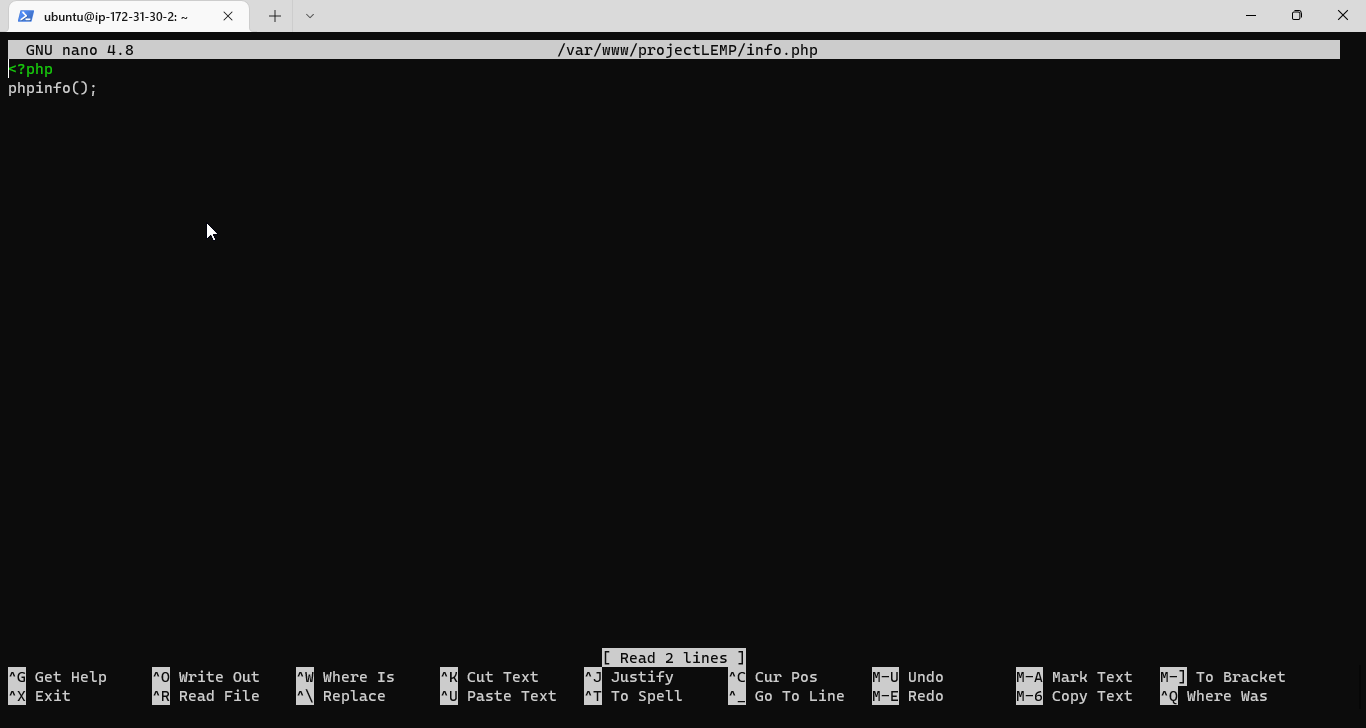 ubuntu@ip-172-31-30-2: ~
GNU nano 4.8 /var/www/projectLEMP/info.php
<?php
phpinfo();
[ Read 2 lines ]
^G Get Help ^O Write Out ^W Where Is ^K Cut Text ^J Justify ^C Cur Pos M-U Undo M-A Mark Text M-] To Bracket
^X Exit ^R Read File ^\ Replace ^U Paste Text ^T To Spell ^_ Go To Line M-E Redo M-6 Copy Text ^Q Where Was